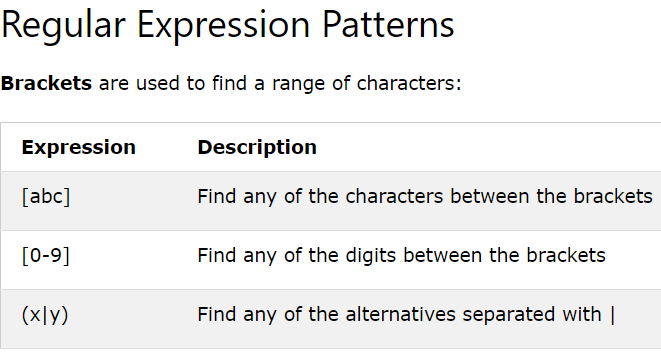 Regular Expression Patterns
Brackets are used to find a range of characters:
Expression Description
[abc] Find any of the characters between the brackets
[0-9] Find any of the digits between the brackets
(x|y) Find any of the alternatives separated with |